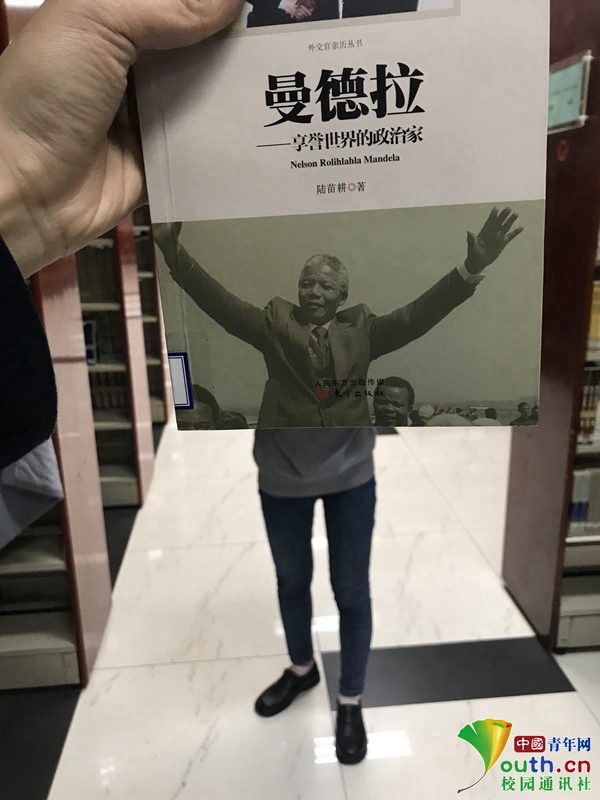 外交官亲历丛书
曼德拉
——享誉世界的政治家
Nelson Rolihlahla Mandela
陆苗耕 著
人民东方出版传媒
东方出版社
中国青年网
youth.cn
校园通讯社